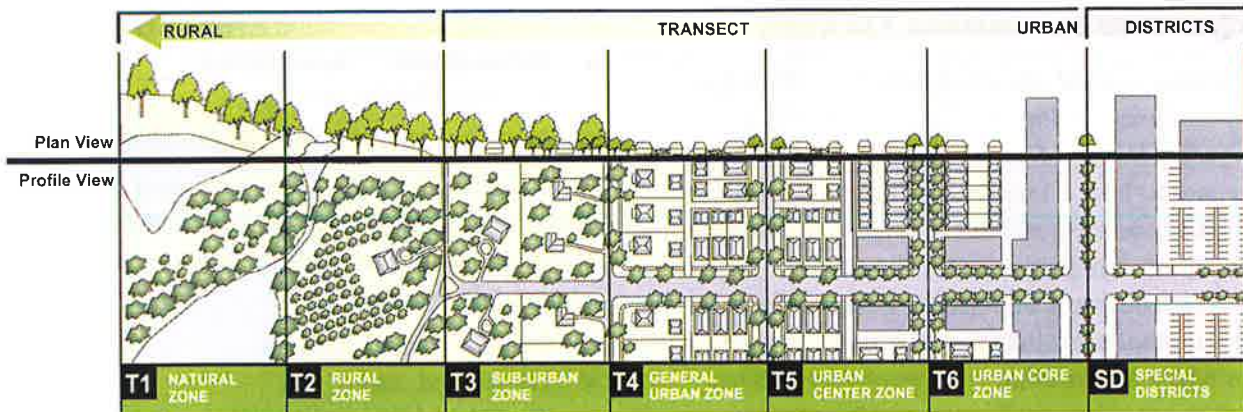 RURAL TRANSECT URBAN DISTRICTS
Plan View
Profile View
T1 NATURAL
ZONE
T2 RURAL
ZONE
T3 SUB-URBAN
ZONE
T4 GENERAL
URBAN ZONE
T5 URBAN
CENTER ZONE
T6 URBAN CORE
ZONE
SD SPECIAL
DISTRICTS